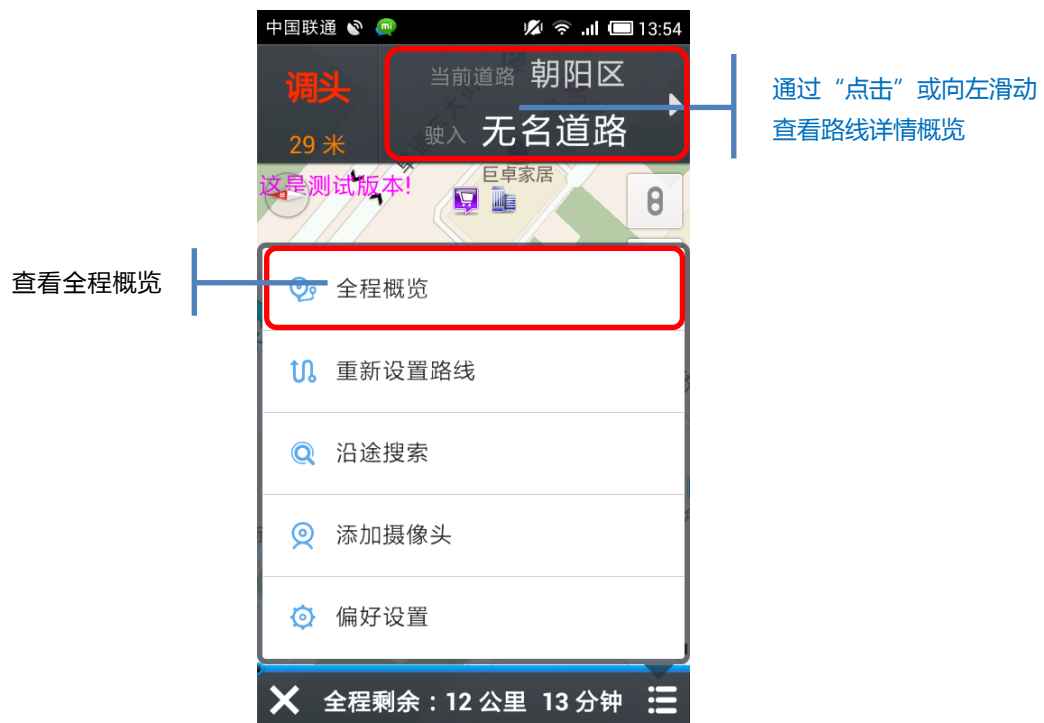 中国联通 13:54
调头
29 米
当前道路 朝阳区
驶入 无名道路
通过“点击”或向左滑动
查看路线详情概览
这是测试版本!
巨卓家居
查看全程概览
全程概览
重新设置路线
沿途搜索
添加摄像头
偏好设置
全程剩余：12 公里 13 分钟